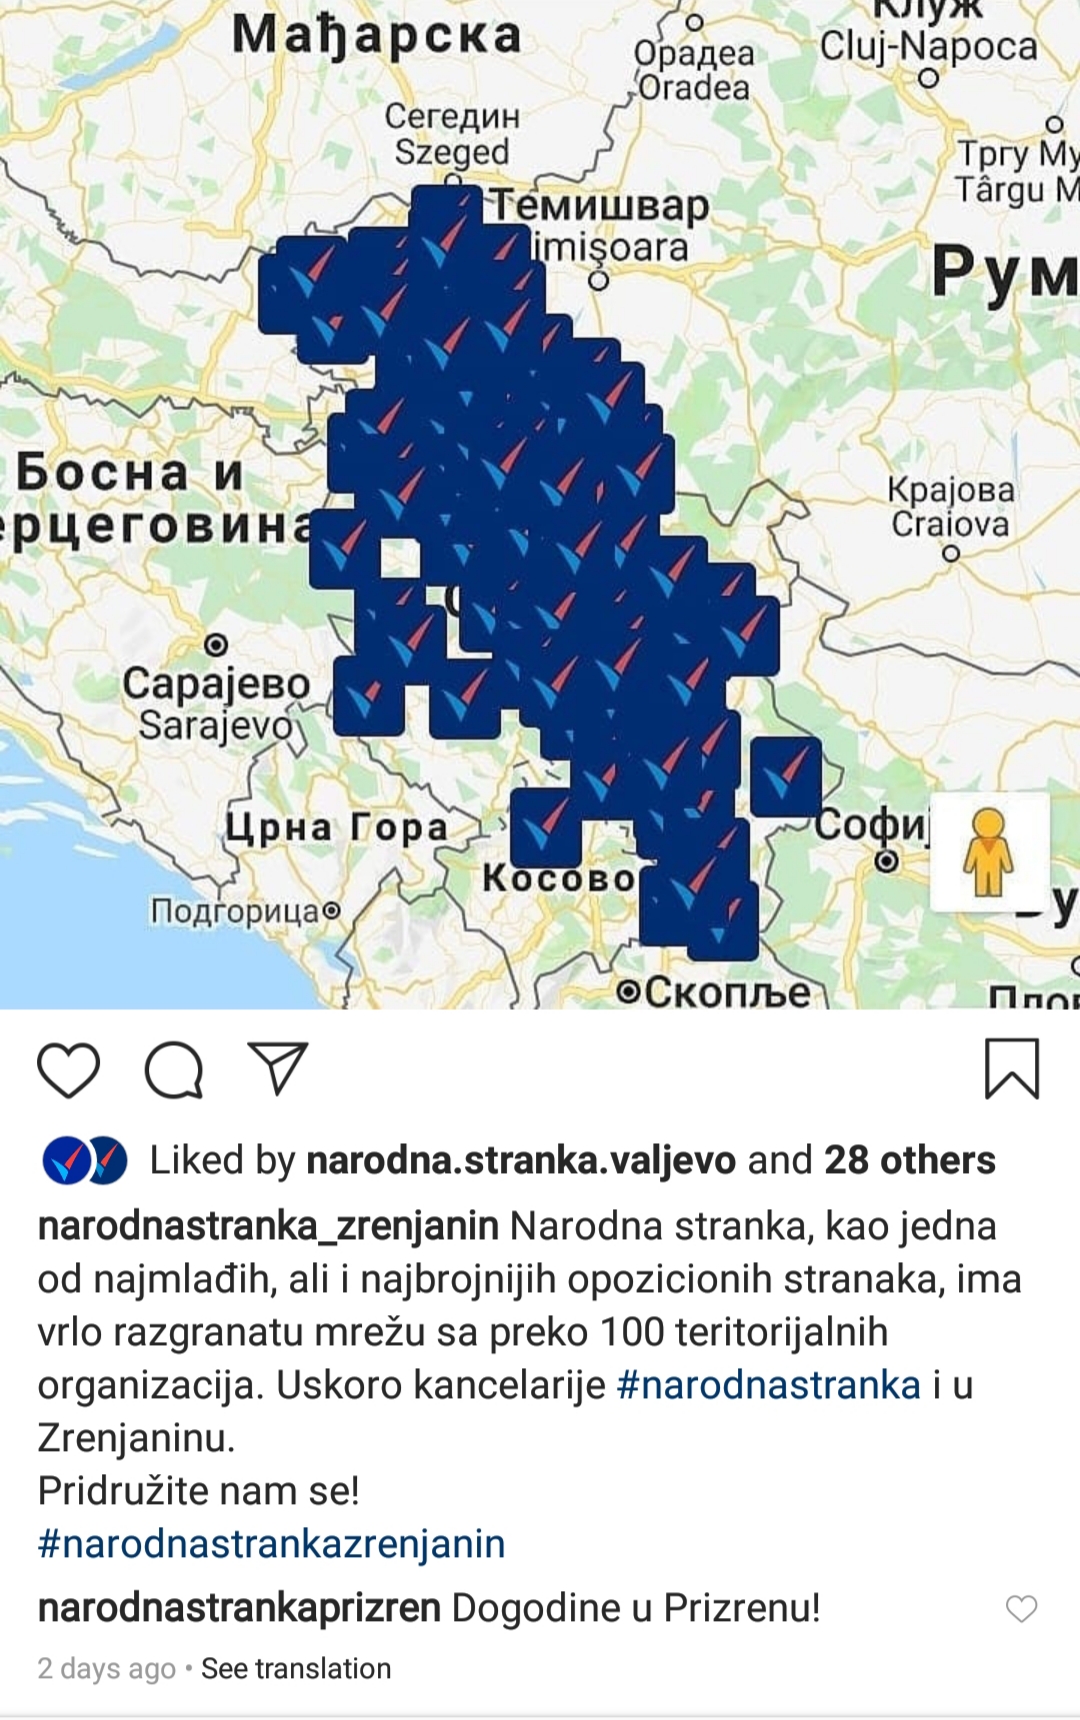 Мађарска
Клуж
Cluj-Napoca
Орадеа
Oradea
Сегедин
Szeged
Тргу
Târgu
Темишвар
imişoara
Рум
Босна и
ерцеговина
Крајова
Craiova
Сарајево
Sarajevo
Црна Гора
Софиј
Косово
Подгорица
Скопље
Liked by narodna.stranka.valjevo and 28 others
narodnastranka_zrenjanin Narodna stranka, kao jedna
od najmlađih, ali i najbrojnijih opozicionih stranaka, ima
vrlo razgranatu mrežu sa preko 100 teritorijalnih
organizacija. Uskoro kancelarije #narodnastranka i u
Zrenjaninu.
Pridružite nam se!
#narodnastrankazrenjanin
narodnastrankaprizren Dogodine u Prizrenu!
2 days ago • See translation